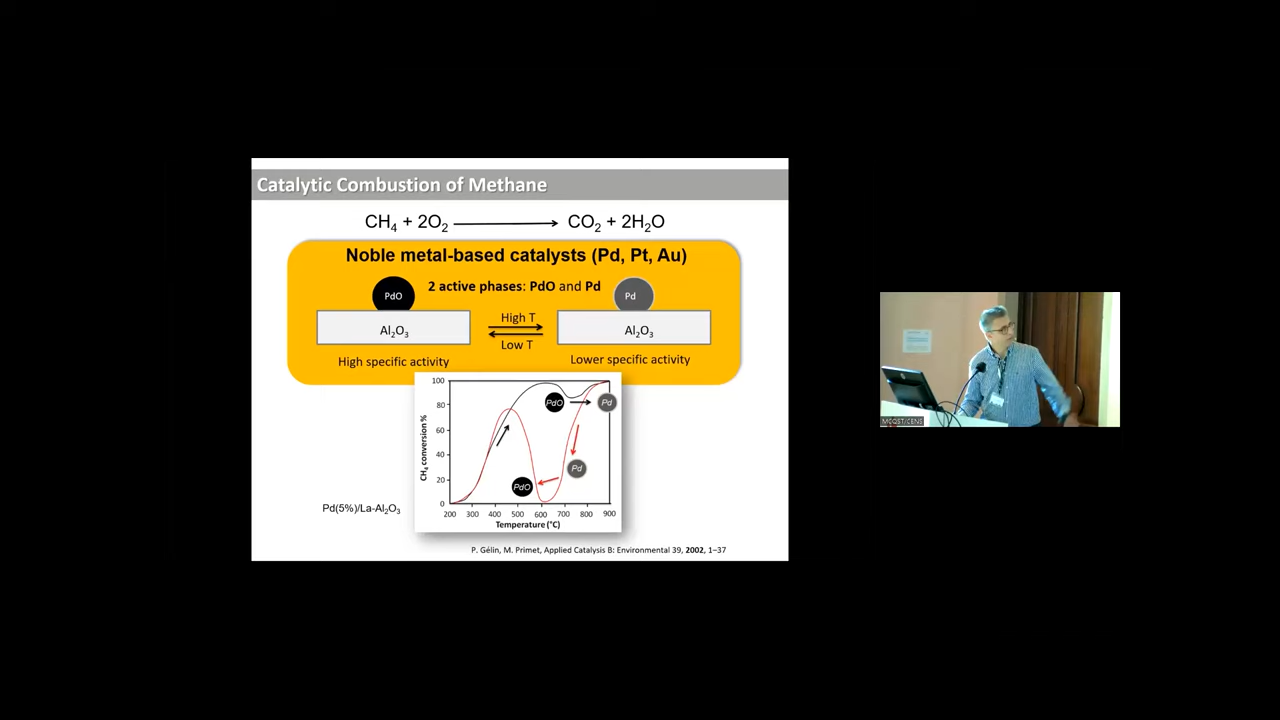 Catalytic Combustion of Methane
CH₄ + 2O₂ ⟶ CO₂ + 2H₂O
Noble metal-based catalysts (Pd, Pt, Au)
2 active phases: PdO and Pd
PdO
Pd
Al₂O₃
High T
Low T
Al₂O₃
High specific activity
Lower specific activity
CH₄ conversion %
100
80
60
40
20
0
PdO
Pd
Pd
PdO
200 300 400 500 600 700 800 900
Temperature (°C)
Pd(5%)/La-Al₂O₃
P. Gélin, M. Primet, Applied Catalysis B: Environmental 39, 2002, 1–37
MCQST/CENS